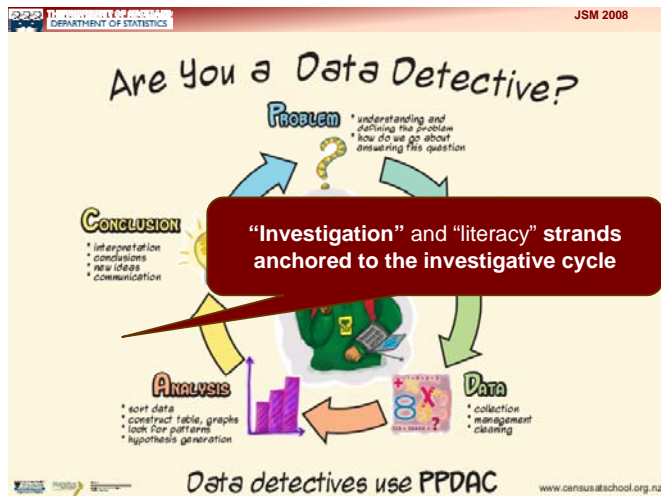 DEPARTMENT OF STATISTICS
JSM 2008
Are You a Data Detective?
PROBLEM
* understanding and
defining the problem
* how do we go about
answering this question
?
CONCLUSION
* interpretation
* conclusions
* new ideas
* communication
“Investigation” and “literacy” strands
anchored to the investigative cycle
ANALYSIS
* sort data
* construct table, graphs
* look for patterns
* hypothesis generation
DATA
* collection
* management
* cleaning
Data detectives use PPDAC
www.censusatschool.org.nz